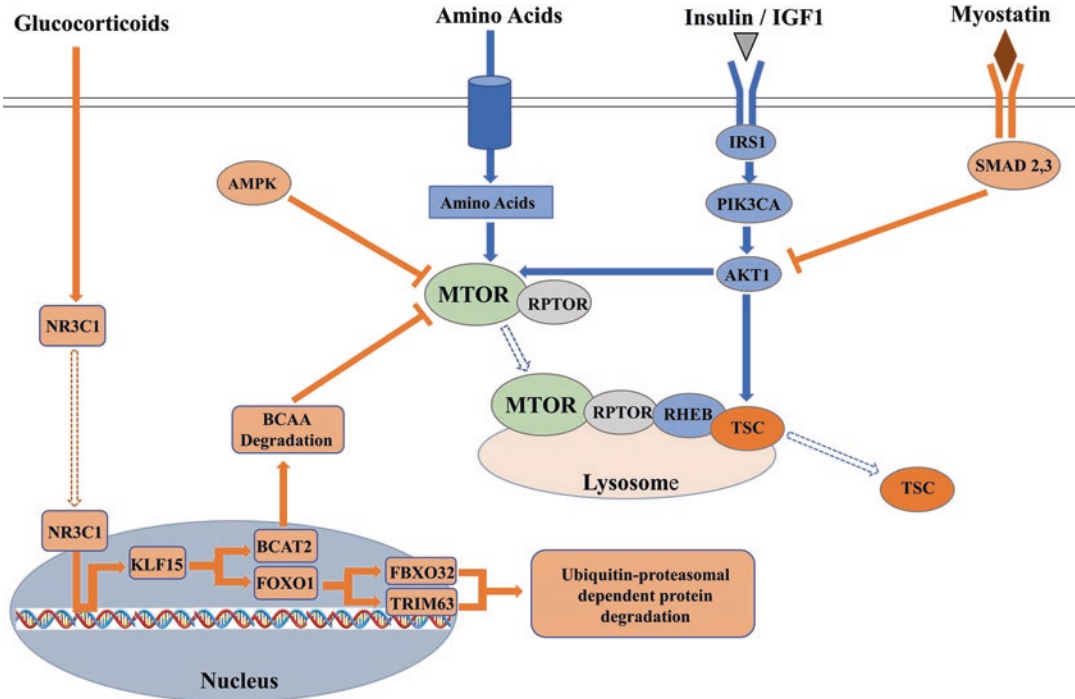 Glucocorticoids
Amino Acids
Insulin / IGF1
Myostatin
IRS1
SMAD 2,3
AMPK
Amino Acids
PIK3CA
AKT1
MTOR
RPTOR
NR3C1
MTOR
RPTOR
RHEB
TSC
BCAA
Degradation
Lysosome
TSC
NR3C1
KLF15
BCAT2
FOXO1
FBXO32
TRIM63
Ubiquitin-proteasomal
dependent protein
degradation
Nucleus